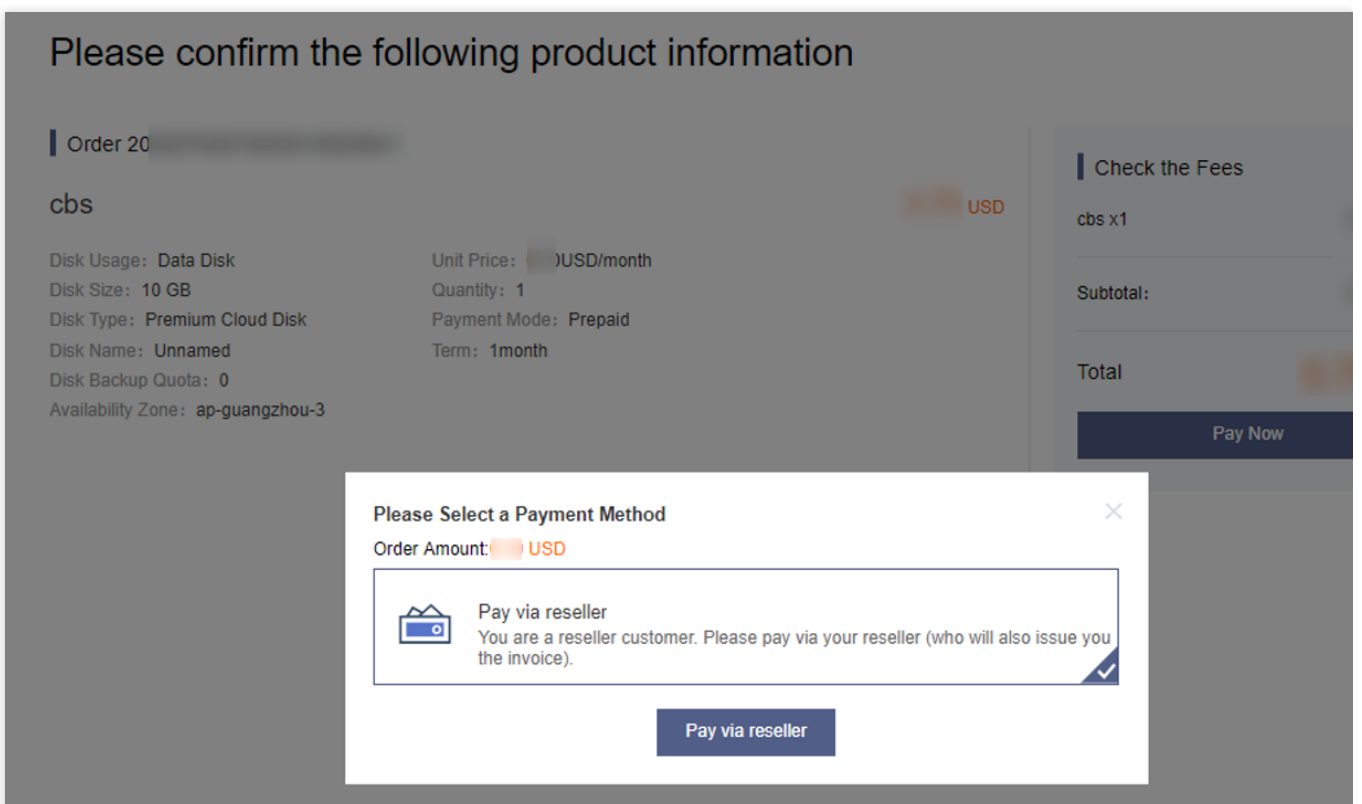 Please confirm the following product information
Order 20
cbs
USD
Disk Usage: Data Disk
Unit Price: 0USD/month
Disk Size: 10 GB
Quantity: 1
Disk Type: Premium Cloud Disk
Payment Mode: Prepaid
Disk Name: Unnamed
Term: 1month
Disk Backup Quota: 0
Availability Zone: ap-guangzhou-3
Check the Fees
cbs x1
Subtotal:
Total
Pay Now
Please Select a Payment Method
Order Amount: USD
Pay via reseller
You are a reseller customer. Please pay via your reseller (who will also issue you
the invoice).
Pay via reseller